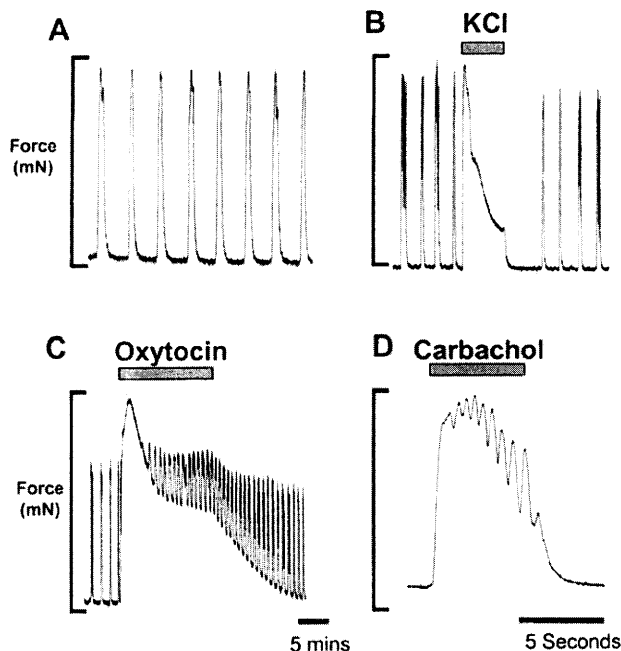 A
B
KCl
Force
(mN)
C
Oxytocin
D
Carbachol
Force
(mN)
5 mins
5 Seconds